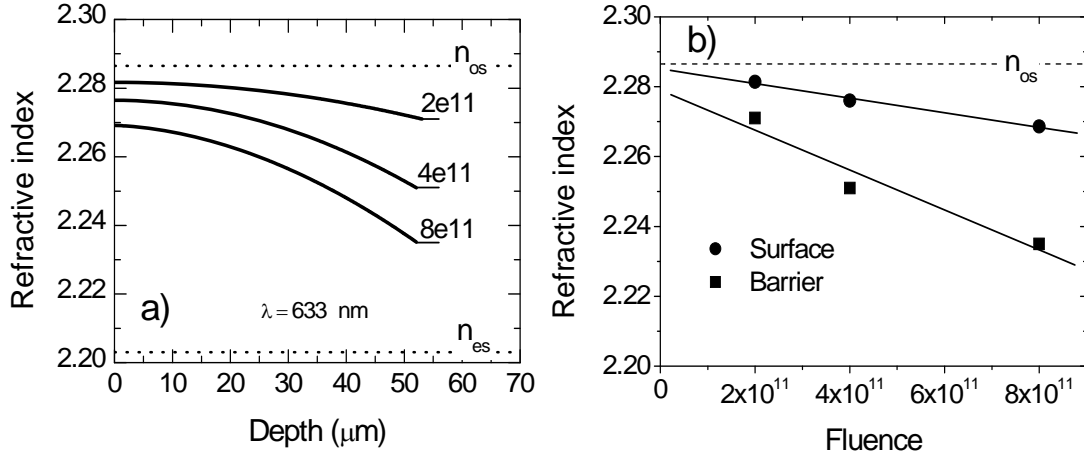 a)
Refractive index
2.30
2.28
2.26
2.24
2.22
2.20
n_os
2e11
4e11
8e11
λ = 633 nm
n_es
0 10 20 30 40 50 60 70
Depth (μm)
b)
Refractive index
2.30
2.28
2.26
2.24
2.22
2.20
n_os
Surface
Barrier
0 2x10^11 4x10^11 6x10^11 8x10^11
Fluence